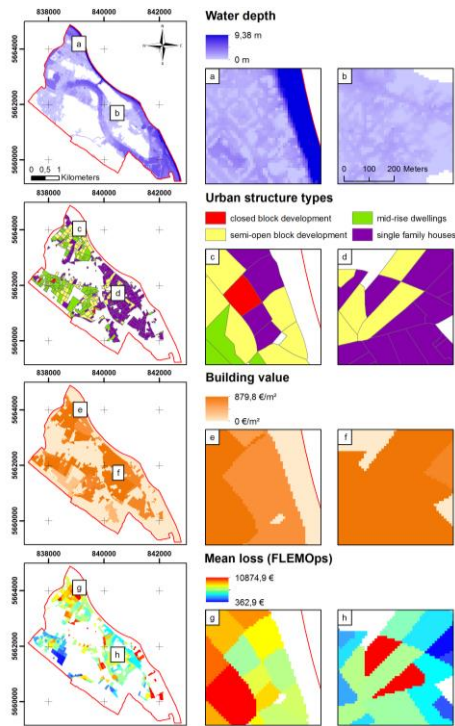 838000 840000 842000
Water depth
5664000
a
9,38 m
0 m
a
b
5662000
b
5660000
0 0,5 1
Kilometers
0 100 200 Meters
Urban structure types
838000 840000 842000
closed block development
mid-rise dwellings
semi-open block development
single family houses
5664000
c
c
d
5662000
d
5660000
Building value
838000 840000 842000
879,8 €/m²
0 €/m²
5664000
e
e
f
5662000
f
5660000
Mean loss (FLEMOps)
838000 840000 842000
10874,9 €
362,9 €
5664000
g
g
h
5662000
h
5660000